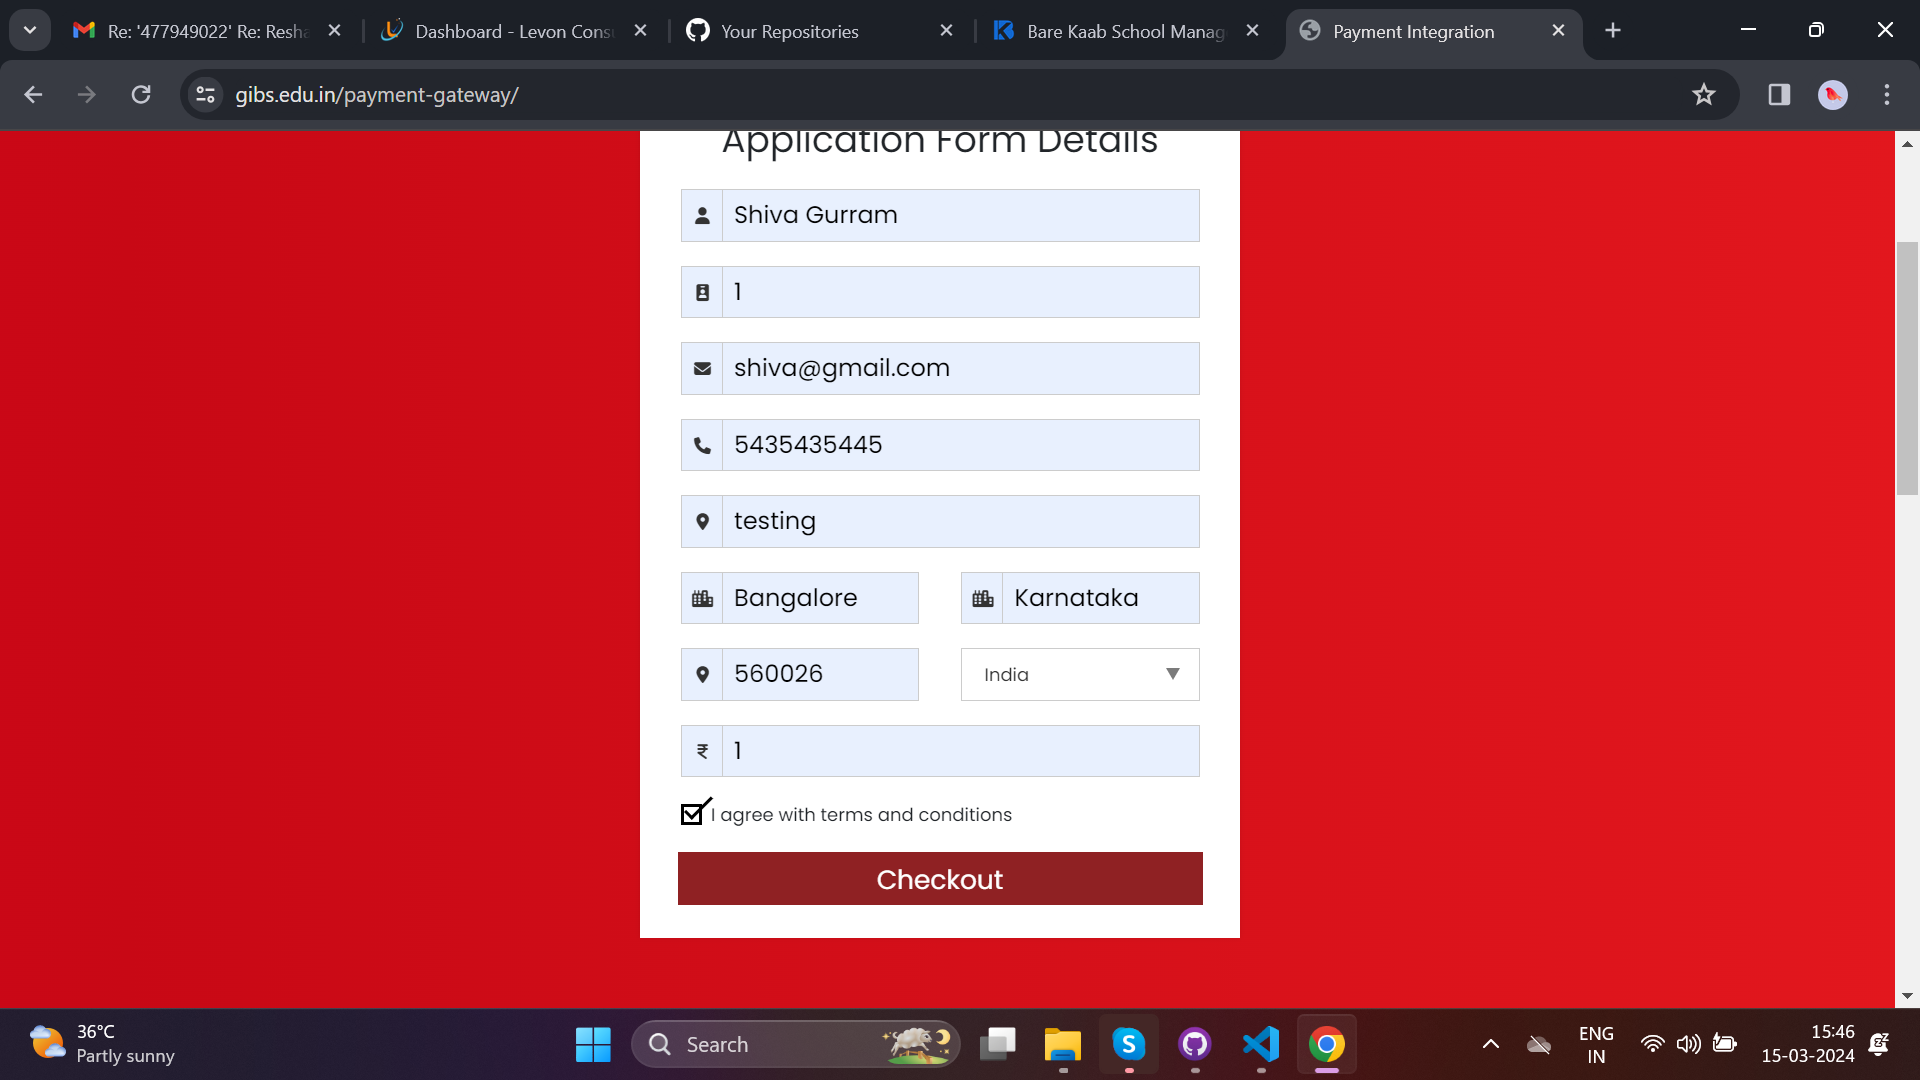 Re: '477949022' Re: Resha
Dashboard - Levon Cons
Your Repositories
Bare Kaab School Manag
Payment Integration
gibs.edu.in/payment-gateway/
Application Form Details
Shiva Gurram
1
shiva@gmail.com
5435435445
testing
Bangalore
Karnataka
560026
India
₹ 1
I agree with terms and conditions
Checkout
36°C
Partly sunny
Search
ENG
IN
15:46
15-03-2024